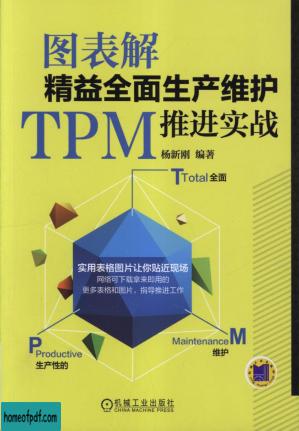 图表解
精益全面生产维护
TPM推进实战
杨新刚 编著
T Total 全面
实用表格图片让你贴近现场
网络可下载拿来即用的
更多表格和图片，指导推进工作
P Productive
生产性的
Maintenance M
维护
机械工业出版社
CHINA MACHINE PRESS
homeofpdf.com